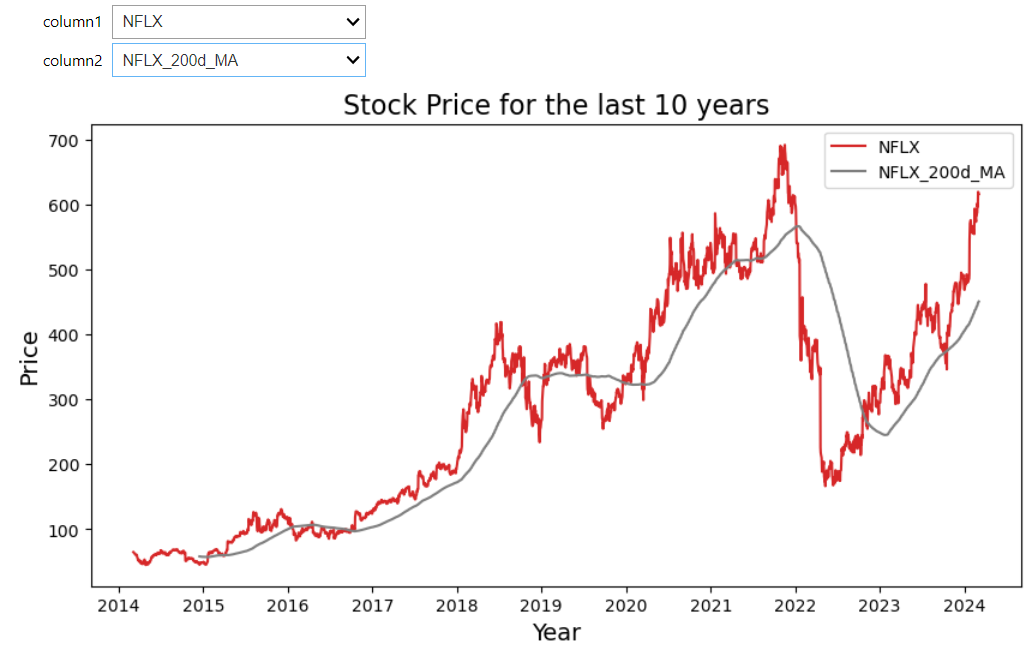 column1 NFLX
column2 NFLX_200d_MA
Stock Price for the last 10 years
NFLX
NFLX_200d_MA
Price
700
600
500
400
300
200
100
2014 2015 2016 2017 2018 2019 2020 2021 2022 2023 2024
Year